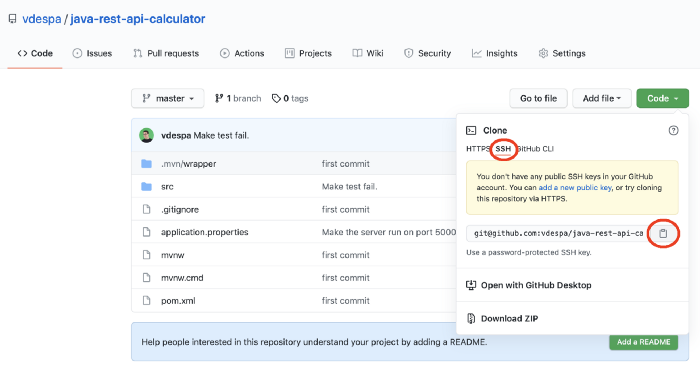 vdespa / java-rest-api-calculator
Code Issues Pull requests Actions Projects Wiki Security Insights Settings
master 1 branch 0 tags Go to file Add file Code
vdespa Make test fail.
.mvn/wrapper first commit
src Make test fail.
.gitignore first commit
application.properties Make the server run on port 5000
mvnw first commit
mvnw.cmd first commit
pom.xml first commit
Clone
HTTPS SSH GitHub CLI
You don't have any public SSH keys in your GitHub
account. You can add a new public key, or try cloning
this repository via HTTPS.
git@github.com:vdespa/java-rest-api-ca
Use a password-protected SSH key.
Open with GitHub Desktop
Download ZIP
Help people interested in this repository understand your project by adding a README. Add a README